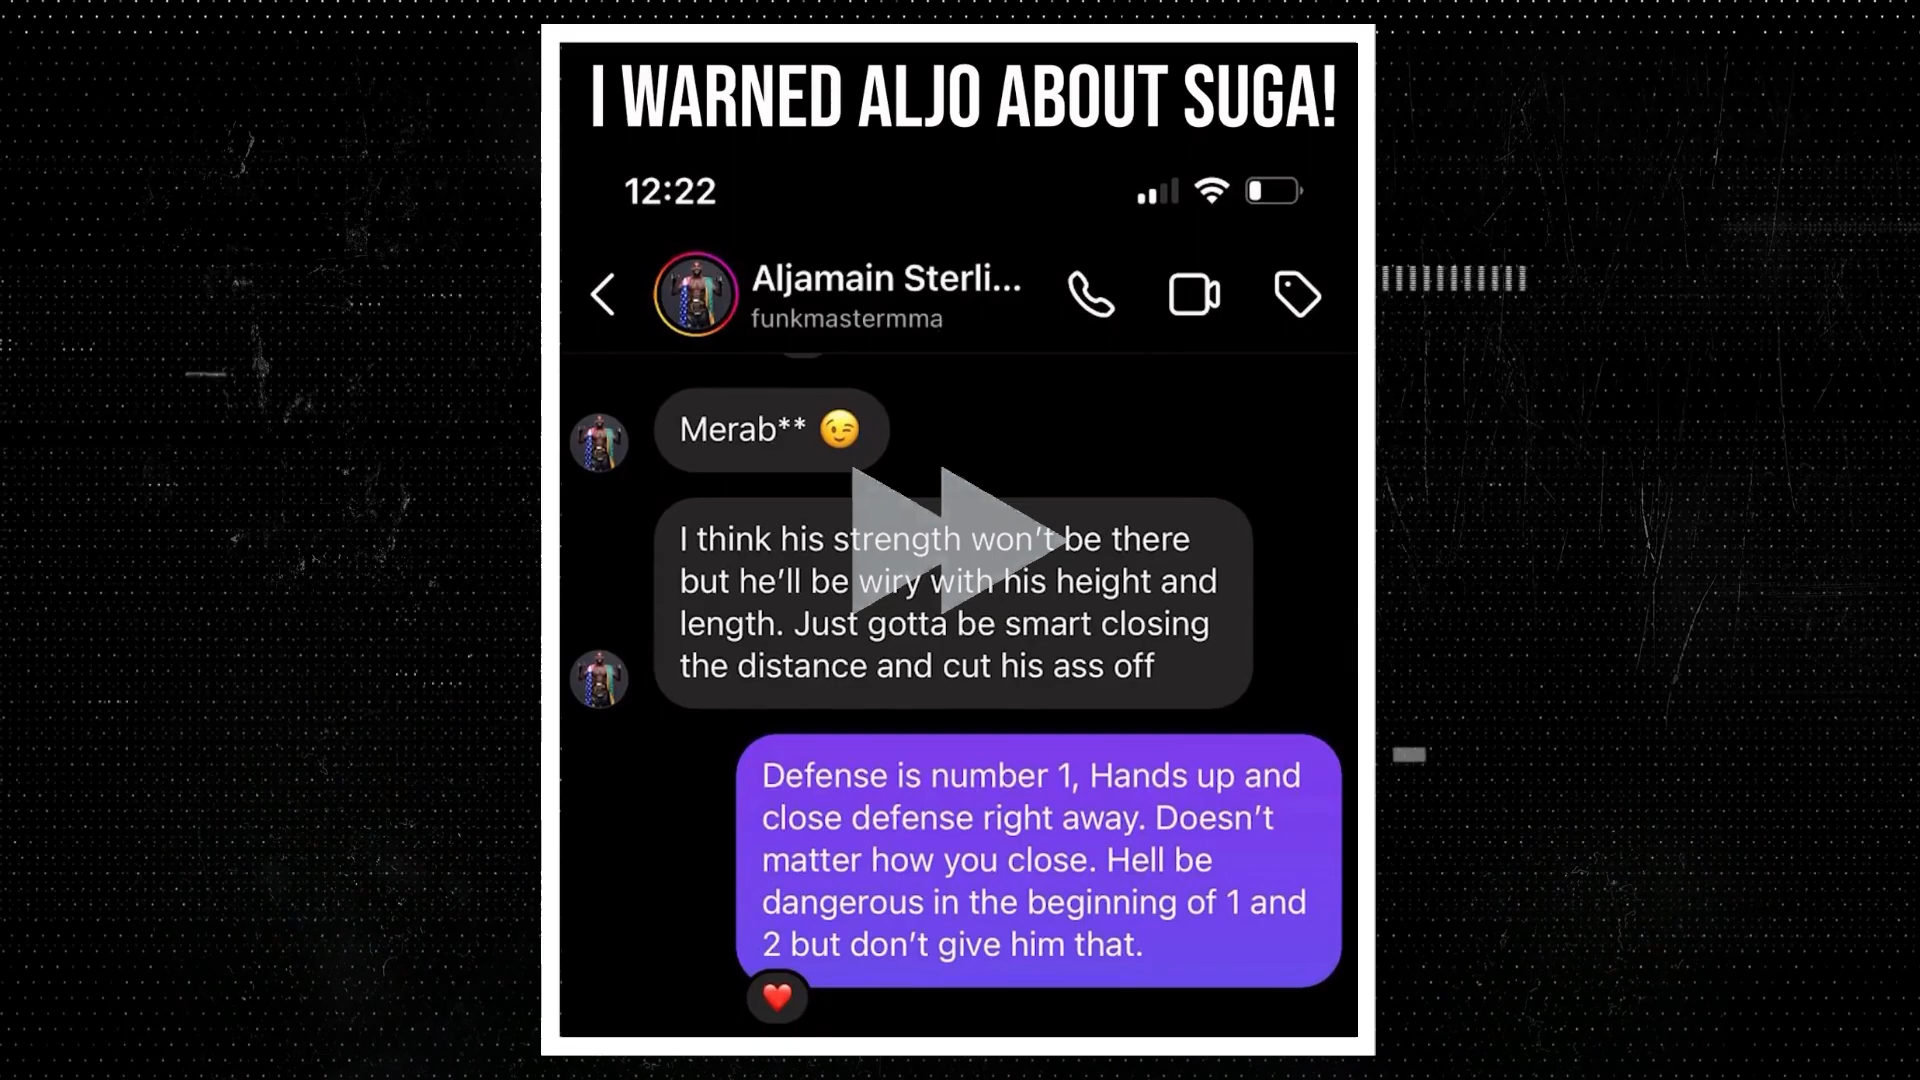 I WARNED ALJO ABOUT SUGA!
12:22
Aljamain Sterli...
funkmastermma
Merab** 😉
I think his strength won't be there
but he'll be wiry with his height and
length. Just gotta be smart closing
the distance and cut his ass off
Defense is number 1, Hands up and
close defense right away. Doesn't
matter how you close. Hell be
dangerous in the beginning of 1 and
2 but don't give him that.
❤️